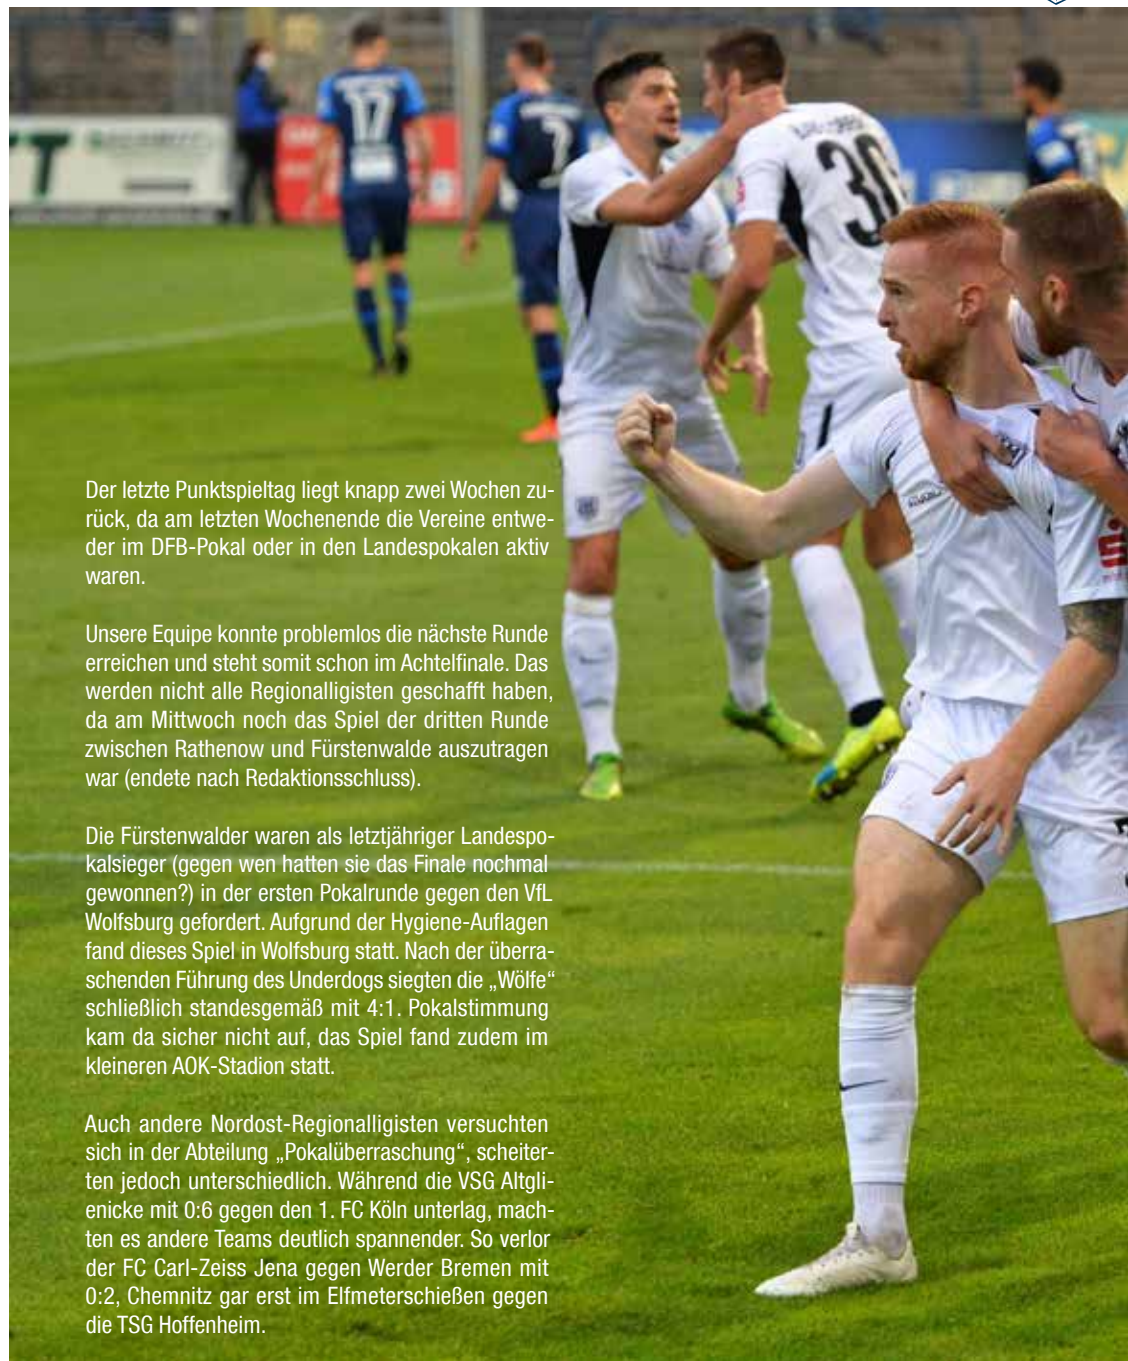 17
7
30
Der letzte Punktspieltag liegt knapp zwei Wochen zu-
rück, da am letzten Wochenende die Vereine entwe-
der im DFB-Pokal oder in den Landespokalen aktiv
waren.
Unsere Equipe konnte problemlos die nächste Runde
erreichen und steht somit schon im Achtelfinale. Das
werden nicht alle Regionalligisten geschafft haben,
da am Mittwoch noch das Spiel der dritten Runde
zwischen Rathenow und Fürstenwalde auszutragen
war (endete nach Redaktionsschluss).
Die Fürstenwalder waren als letztjähriger Landespo-
kalsieger (gegen wen hatten sie das Finale nochmal
gewonnen?) in der ersten Pokalrunde gegen den VfL
Wolfsburg gefordert. Aufgrund der Hygiene-Auflagen
fand dieses Spiel in Wolfsburg statt. Nach der überra-
schenden Führung des Underdogs siegten die „Wölfe“
schließlich standesgemäß mit 4:1. Pokalstimmung
kam da sicher nicht auf, das Spiel fand zudem im
kleineren AOK-Stadion statt.
Auch andere Nordost-Regionalligisten versuchten
sich in der Abteilung „Pokalüberraschung“, scheiter-
ten jedoch unterschiedlich. Während die VSG Altgli-
enicke mit 0:6 gegen den 1. FC Köln unterlag, mach-
ten es andere Teams deutlich spannender. So verlor
der FC Carl-Zeiss Jena gegen Werder Bremen mit
0:2, Chemnitz gar erst im Elfmeterschießen gegen
die TSG Hoffenheim.